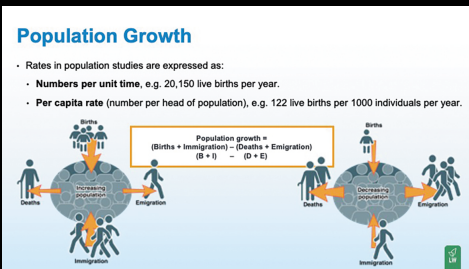 Population Growth
• Rates in population studies are expressed as:
• Numbers per unit time, e.g. 20,150 live births per year.
• Per capita rate (number per head of population), e.g. 122 live births per 1000 individuals per year.
Births
Increasing
population
Deaths
Emigration
Immigration
Population growth =
(Births + Immigration) – (Deaths + Emigration)
(B + I) – (D + E)
Births
Decreasing
population
Deaths
Emigration
Immigration
LW